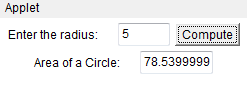 Applet
Enter the radius: 5 Compute
Area of a Circle: 78.5399999